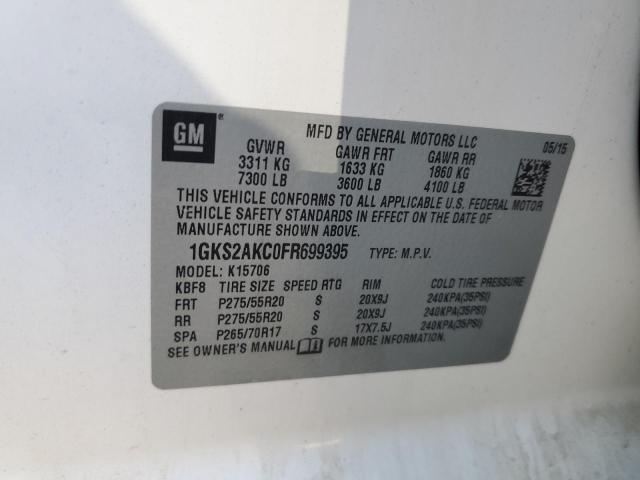 GM
MFD BY GENERAL MOTORS LLC
05/15
GVWR GAWR FRT GAWR RR
3311 KG 1633 KG 1860 KG
7300 LB 3600 LB 4100 LB
THIS VEHICLE CONFORMS TO ALL APPLICABLE U.S. FEDERAL MOTOR
VEHICLE SAFETY STANDARDS IN EFFECT ON THE DATE OF
MANUFACTURE SHOWN ABOVE.
1GKS2AKC0FR699395 TYPE: M.P.V.
MODEL: K15706
KBF8 TIRE SIZE SPEED RTG RIM COLD TIRE PRESSURE
FRT P275/55R20 S 20X9J 240KPA(35PSI)
RR P275/55R20 S 20X9J 240KPA(35PSI)
SPA P265/70R17 S 17X7.5J 240KPA(35PSI)
SEE OWNER'S MANUAL FOR MORE INFORMATION.